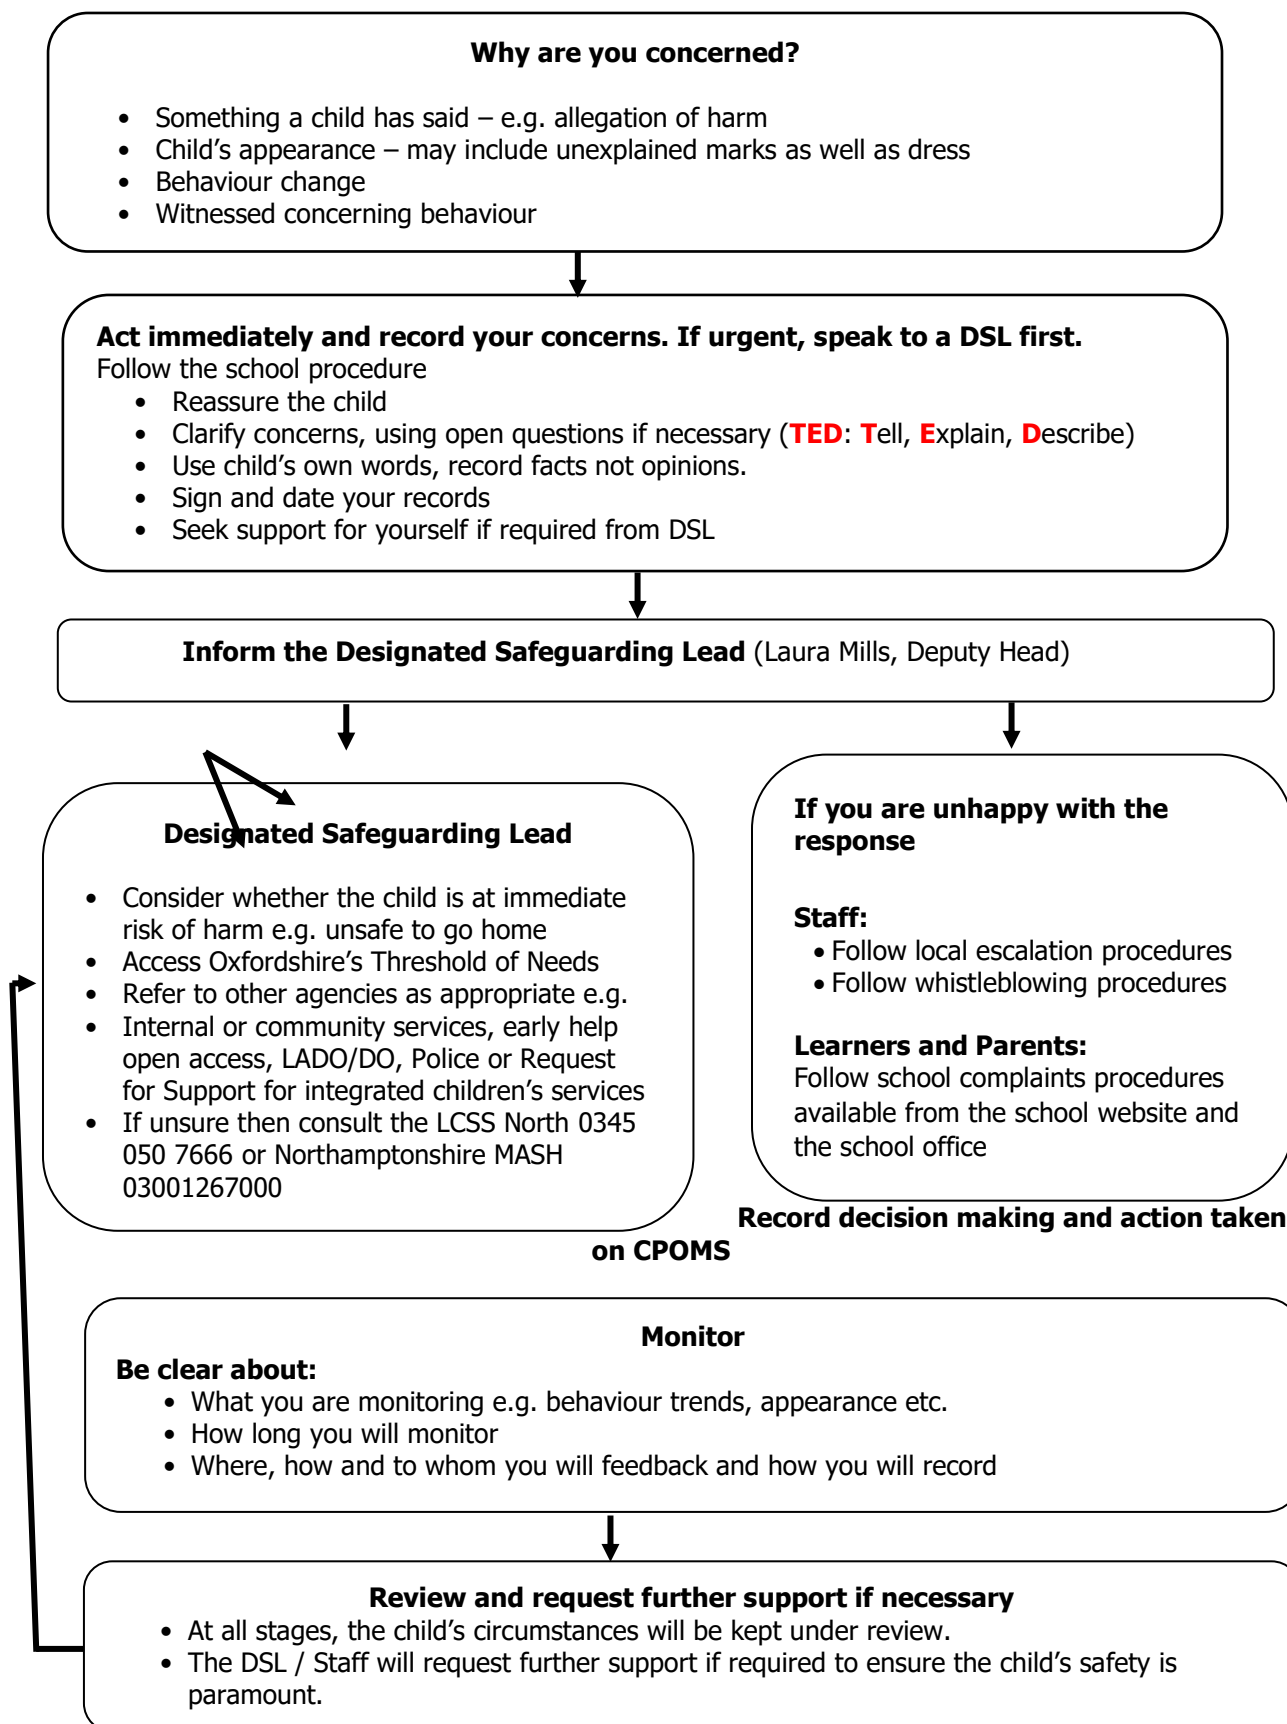 Why are you concerned?
• Something a child has said – e.g. allegation of harm
• Child's appearance – may include unexplained marks as well as dress
• Behaviour change
• Witnessed concerning behaviour
Act immediately and record your concerns. If urgent, speak to a DSL first.
Follow the school procedure
• Reassure the child
• Clarify concerns, using open questions if necessary (TED: Tell, Explain, Describe)
• Use child's own words, record facts not opinions.
• Sign and date your records
• Seek support for yourself if required from DSL
Inform the Designated Safeguarding Lead (Laura Mills, Deputy Head)
Designated Safeguarding Lead
• Consider whether the child is at immediate
risk of harm e.g. unsafe to go home
• Access Oxfordshire's Threshold of Needs
• Refer to other agencies as appropriate e.g.
• Internal or community services, early help
open access, LADO/DO, Police or Request
for Support for integrated children's services
• If unsure then consult the LCSS North 0345
050 7666 or Northamptonshire MASH
03001267000
If you are unhappy with the
response
Staff:
• Follow local escalation procedures
• Follow whistleblowing procedures
Learners and Parents:
Follow school complaints procedures
available from the school website and
the school office
Record decision making and action taken
on CPOMS
Monitor
Be clear about:
• What you are monitoring e.g. behaviour trends, appearance etc.
• How long you will monitor
• Where, how and to whom you will feedback and how you will record
Review and request further support if necessary
• At all stages, the child's circumstances will be kept under review.
• The DSL / Staff will request further support if required to ensure the child's safety is
paramount.